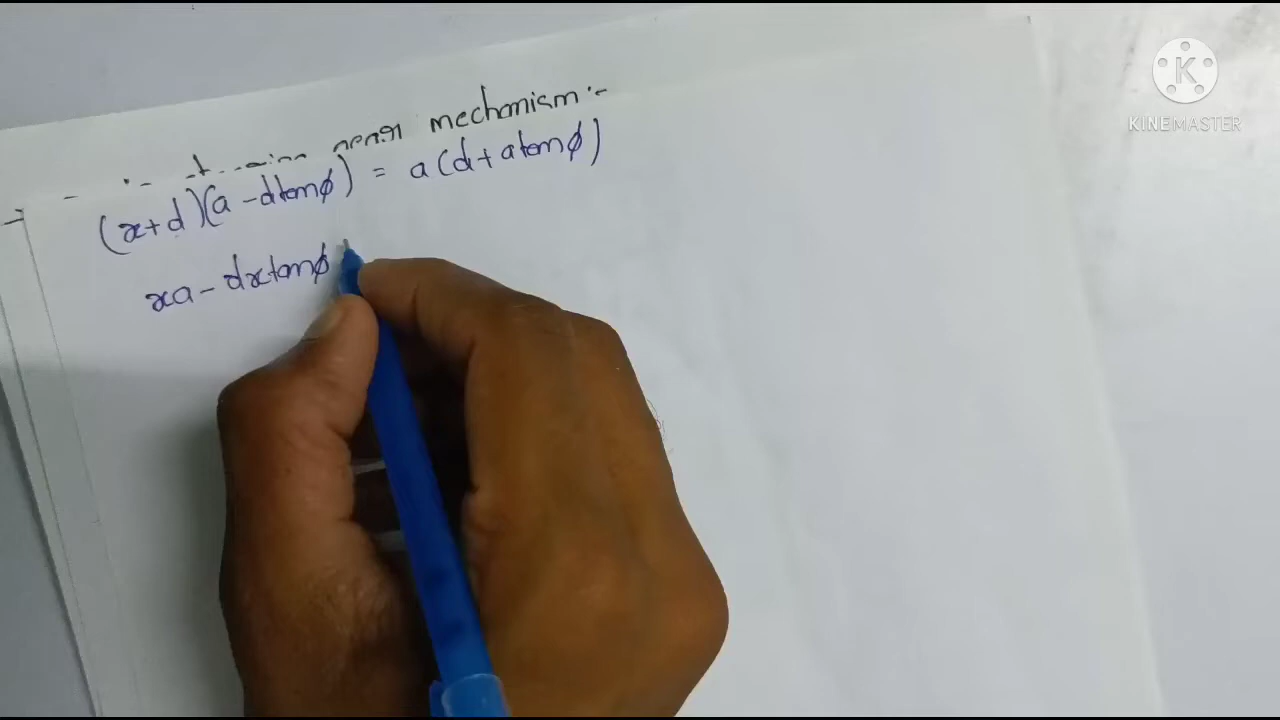 mechanism :-
(x+d)(a - dtanφ) = a(d + atanφ)
xa - dxtanφ
KINEMASTER